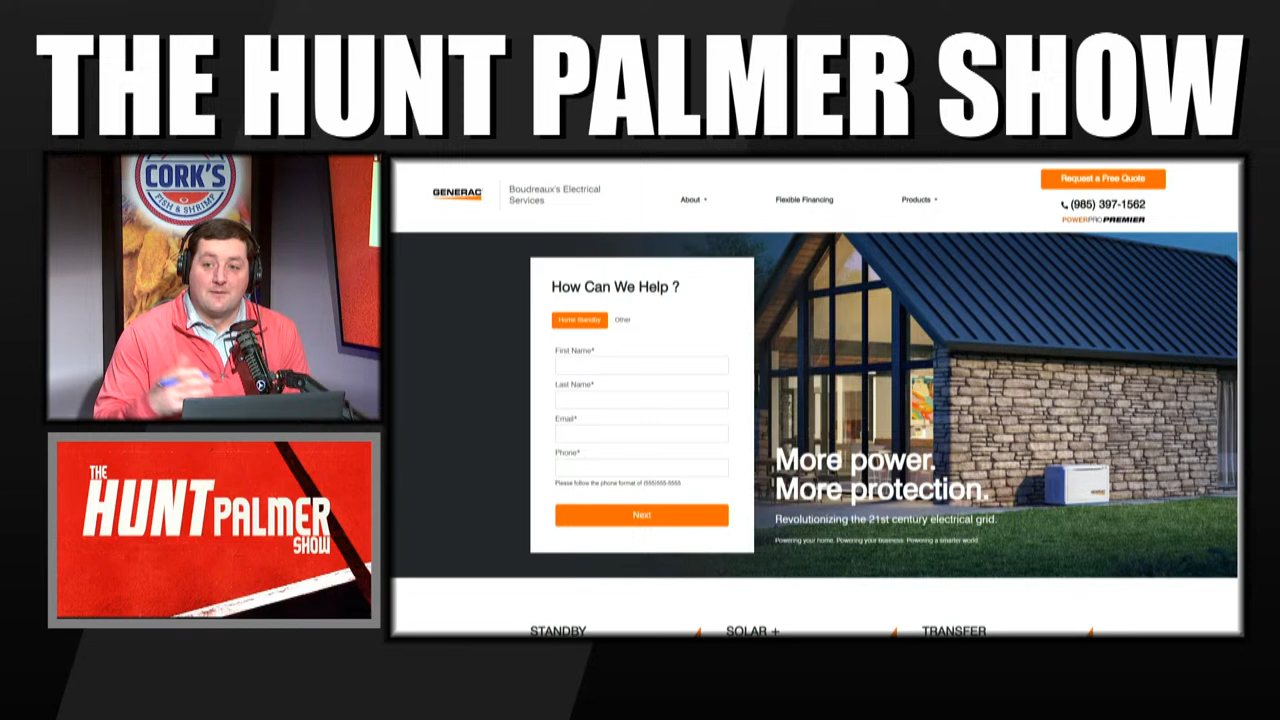 THE HUNT PALMER SHOW
CORK'S
FISH & SHRIMP
THE
HUNT PALMER
SHOW
GENERAC
Boudreaux's Electrical
Services
About
Flexible Financing
Products
Request a Free Quote
(985) 397-1562
POWERPRO PREMIER
How Can We Help ?
Home Standby
Other
First Name*
Last Name*
Email*
Phone*
Please follow the phone format of (555)555-5555
Next
More power.
More protection.
Revolutionizing the 21st century electrical grid.
Powering your home. Powering your business. Powering a smarter world.
STANDBY
SOLAR +
TRANSFER